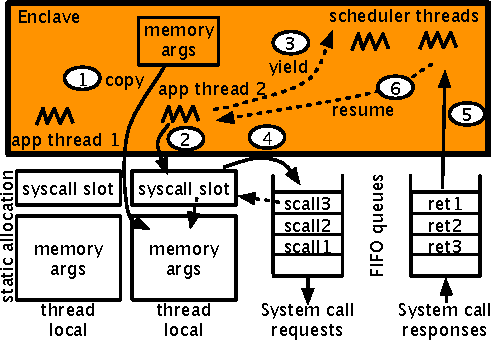 Enclave
memory
args
scheduler threads
1
copy
3
yield
app thread 2
6
resume
app thread 1
2
4
5
static allocation
syscall slot
syscall slot
memory
args
memory
args
thread
local
thread
local
scall3
scall2
scall1
System call
requests
FIFO queues
ret1
ret2
ret3
System call
responses